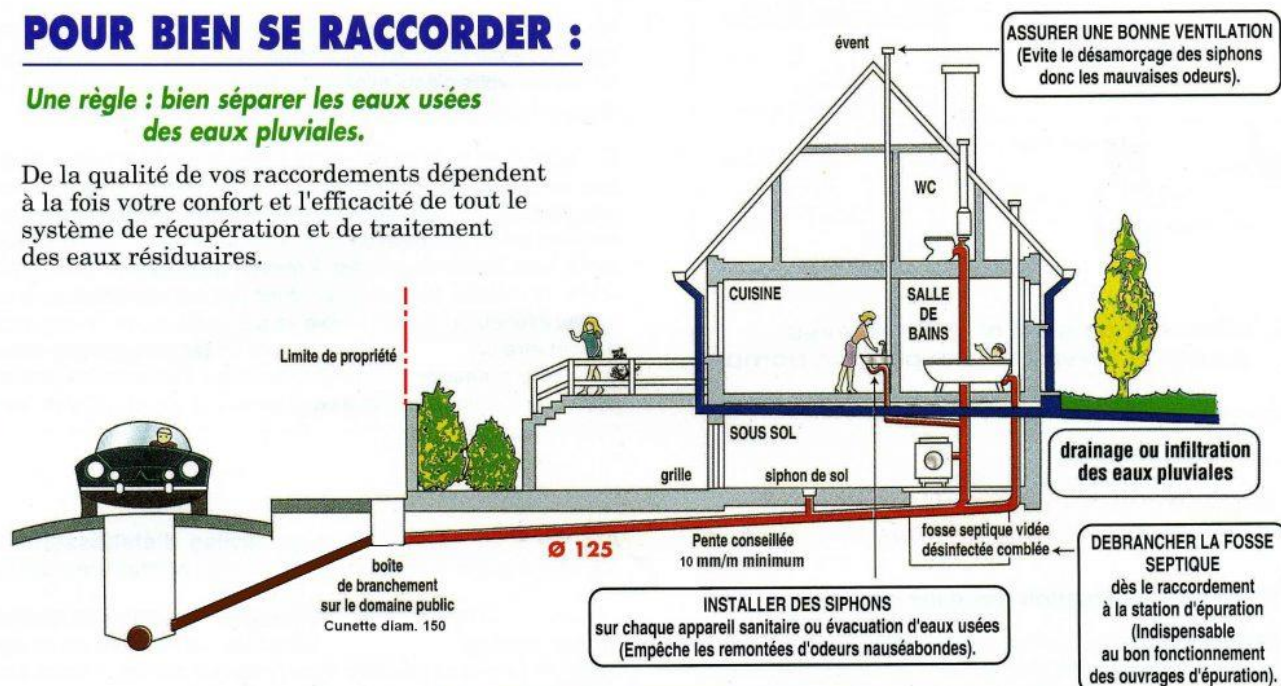 POUR BIEN SE RACCORDER :
Une règle : bien séparer les eaux usées
des eaux pluviales.
De la qualité de vos raccordements dépendent
à la fois votre confort et l'efficacité de tout le
système de récupération et de traitement
des eaux résiduaires.
évent
ASSURER UNE BONNE VENTILATION
(Evite le désamorçage des siphons
donc les mauvaises odeurs).
WC
CUISINE
SALLE
DE
BAINS
Limite de propriété
SOUS SOL
grille
siphon de sol
drainage ou infiltration
des eaux pluviales
Ø 125
Pente conseillée
10 mm/m minimum
fosse septique vidée
désinfectée comblée
boîte
de branchement
sur le domaine public
Cunette diam. 150
INSTALLER DES SIPHONS
sur chaque appareil sanitaire ou évacuation d'eaux usées
(Empêche les remontées d'odeurs nauséabondes).
DEBRANCHER LA FOSSE
SEPTIQUE
dès le raccordement
à la station d'épuration
(Indispensable
au bon fonctionnement
des ouvrages d'épuration).